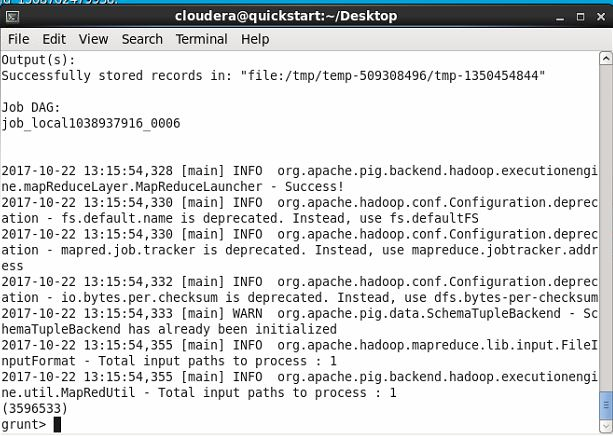 cloudera@quickstart:~/Desktop
File Edit View Search Terminal Help
Output(s):
Successfully stored records in: "file:/tmp/temp-509308496/tmp-1350454844"
Job DAG:
job_local1038937916_0006
2017-10-22 13:15:54,328 [main] INFO  org.apache.pig.backend.hadoop.executionengi
ne.mapReduceLayer.MapReduceLauncher - Success!
2017-10-22 13:15:54,330 [main] INFO  org.apache.hadoop.conf.Configuration.deprec
ation - fs.default.name is deprecated. Instead, use fs.defaultFS
2017-10-22 13:15:54,330 [main] INFO  org.apache.hadoop.conf.Configuration.deprec
ation - mapred.job.tracker is deprecated. Instead, use mapreduce.jobtracker.addr
ess
2017-10-22 13:15:54,332 [main] INFO  org.apache.hadoop.conf.Configuration.deprec
ation - io.bytes.per.checksum is deprecated. Instead, use dfs.bytes-per-checksum
2017-10-22 13:15:54,333 [main] WARN  org.apache.pig.data.SchemaTupleBackend - Sc
hemaTupleBackend has already been initialized
2017-10-22 13:15:54,355 [main] INFO  org.apache.hadoop.mapreduce.lib.input.FileI
nputFormat - Total input paths to process : 1
2017-10-22 13:15:54,355 [main] INFO  org.apache.pig.backend.hadoop.executionengi
ne.util.MapRedUtil - Total input paths to process : 1
(3596533)
grunt>